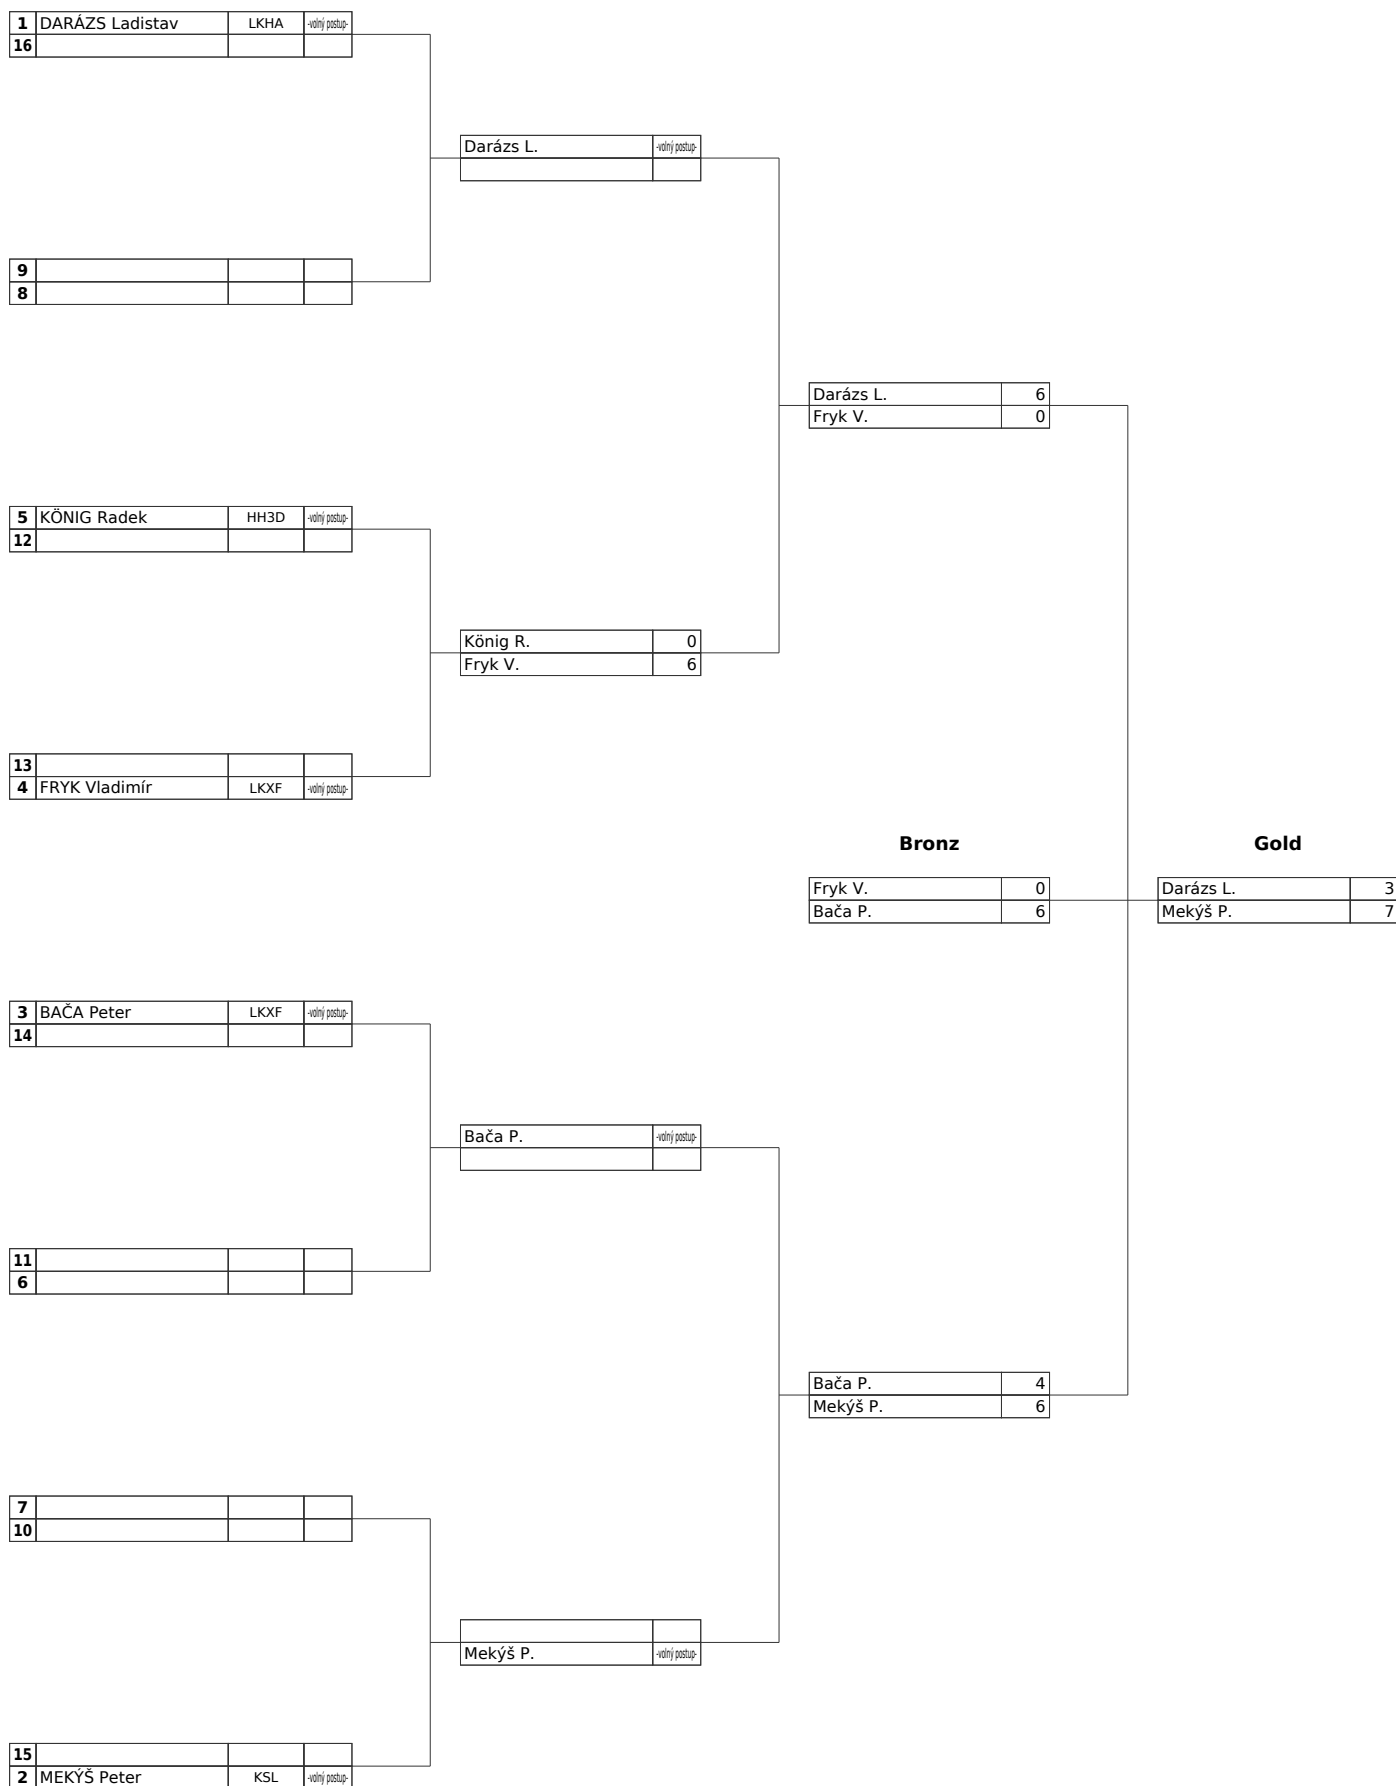 1 DARÁZS Ladistav LKHA -volný postup-
16
Darázs L. -volný postup-
9
8
Darázs L. 6
Fryk V. 0
5 KÖNIG Radek HH3D -volný postup-
12
König R. 0
Fryk V. 6
13
4 FRYK Vladimír LKXF -volný postup-
Bronz Gold
Fryk V. 0 Darázs L. 3
Bača P. 6 Mekýš P. 7
3 BAČA Peter LKXF -volný postup-
14
Bača P. -volný postup-
11
6
Bača P. 4
Mekýš P. 6
7
10
Mekýš P. -volný postup-
15
2 MEKÝŠ Peter KSL -volný postup-